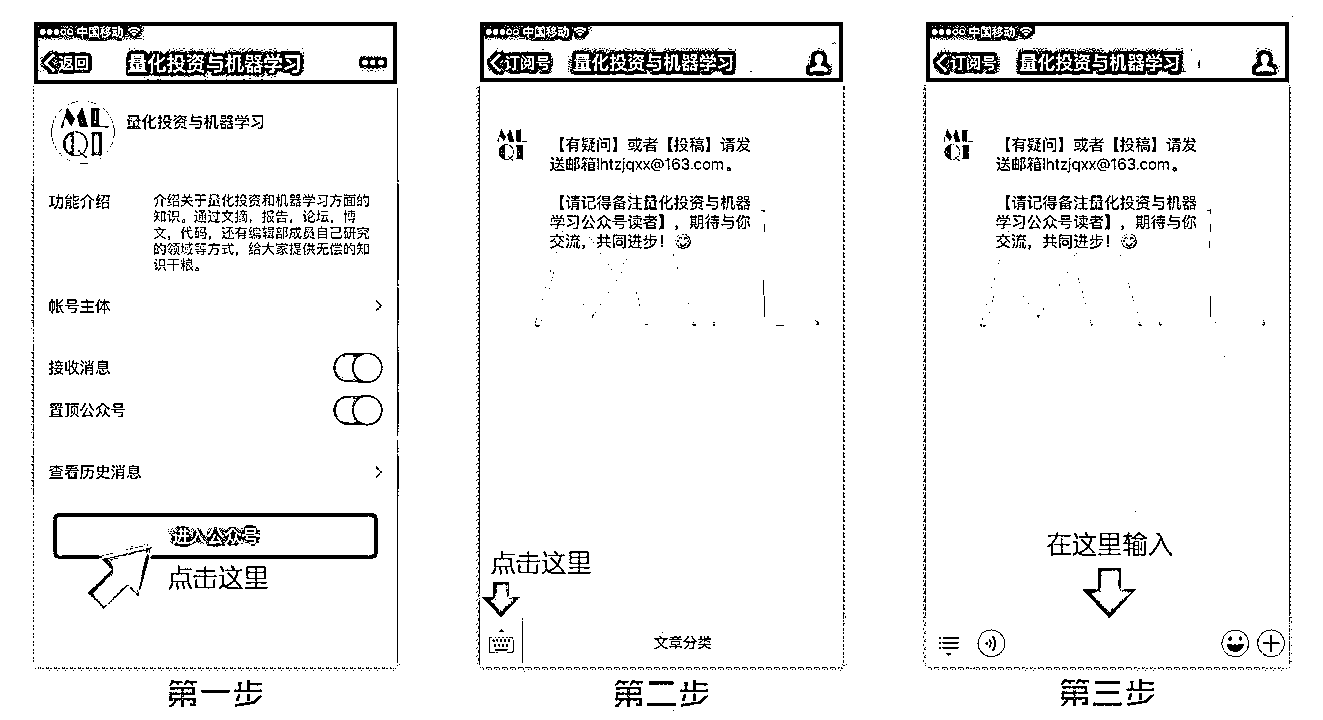 中国移动
返回
量化投资与机器学习
ML
QI
量化投资与机器学习
功能介绍
介绍关于量化投资和机器学习方面的
知识。通过文摘，报告，论坛，博
文，代码，还有编辑部成员自己研究
的领域等方式，给大家提供无偿的知
识干粮。
帐号主体
接收消息
置顶公众号
查看历史消息
进入公众号
点击这里
第一步
中国移动
订阅号
量化投资与机器学习
ML
QI
【有疑问】或者【投稿】请发
送邮箱lhtzjqxx@163.com。
【请记得备注量化投资与机器
学习公众号读者】，期待与你
交流，共同进步！
点击这里
文章分类
第二步
中国移动
订阅号
量化投资与机器学习
ML
QI
【有疑问】或者【投稿】请发
送邮箱lhtzjqxx@163.com。
【请记得备注量化投资与机器
学习公众号读者】，期待与你
交流，共同进步！
在这里输入
第三步